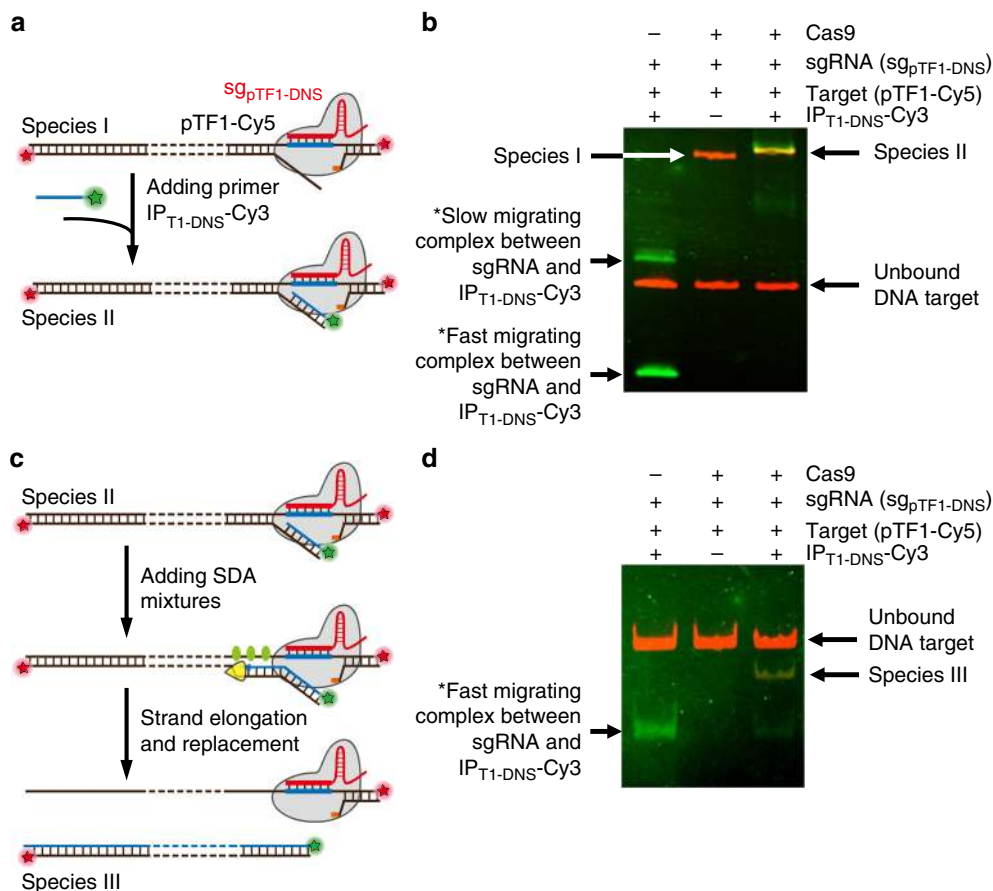 a
sgpTF1-DNS
Species I
pTF1-Cy5
Adding primer
IPT1-DNS-Cy3
Species II
b
– + + Cas9
+ + + sgRNA (sgpTF1-DNS)
+ + + Target (pTF1-Cy5)
+ – + IPT1-DNS-Cy3
Species I
Species II
*Slow migrating
complex between
sgRNA and
IPT1-DNS-Cy3
Unbound
DNA target
*Fast migrating
complex between
sgRNA and
IPT1-DNS-Cy3
c
Species II
Adding SDA
mixtures
Strand elongation
and replacement
Species III
d
– + + Cas9
+ + + sgRNA (sgpTF1-DNS)
+ + + Target (pTF1-Cy5)
+ – + IPT1-DNS-Cy3
Unbound
DNA target
Species III
*Fast migrating
complex between
sgRNA and
IPT1-DNS-Cy3